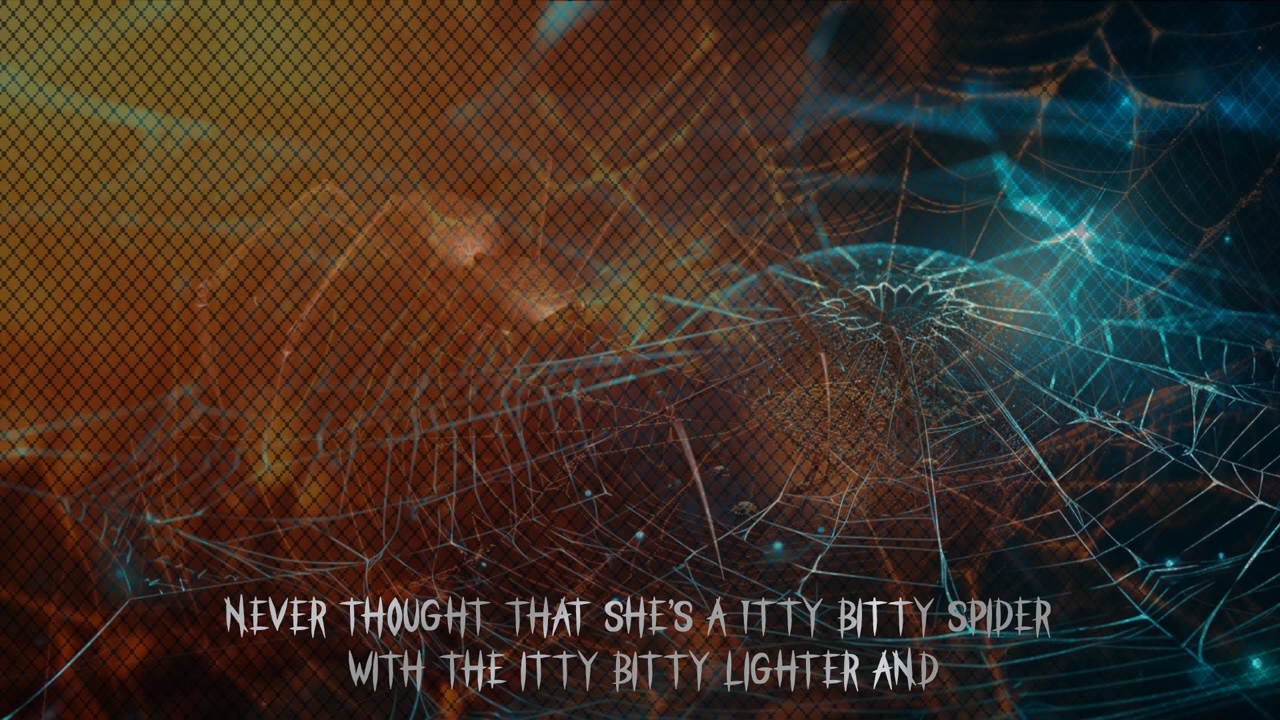 NEVER THOUGHT THAT SHE'S A ITTY BITTY SPIDER
WITH THE ITTY BITTY LIGHTER AND